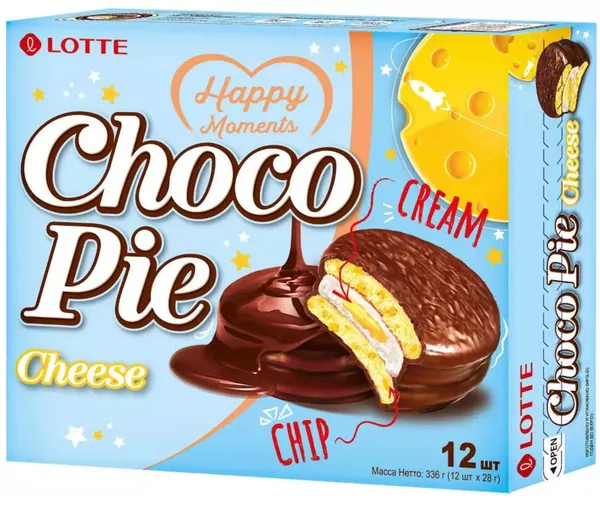 LOTTE
Happy
Moments
Choco
Pie
Cheese
CREAM
CHIP
12 шт
Масса Нетто: 336 г (12 шт x 28 г)
LOTTE
Choco Pie Cheese
OPEN